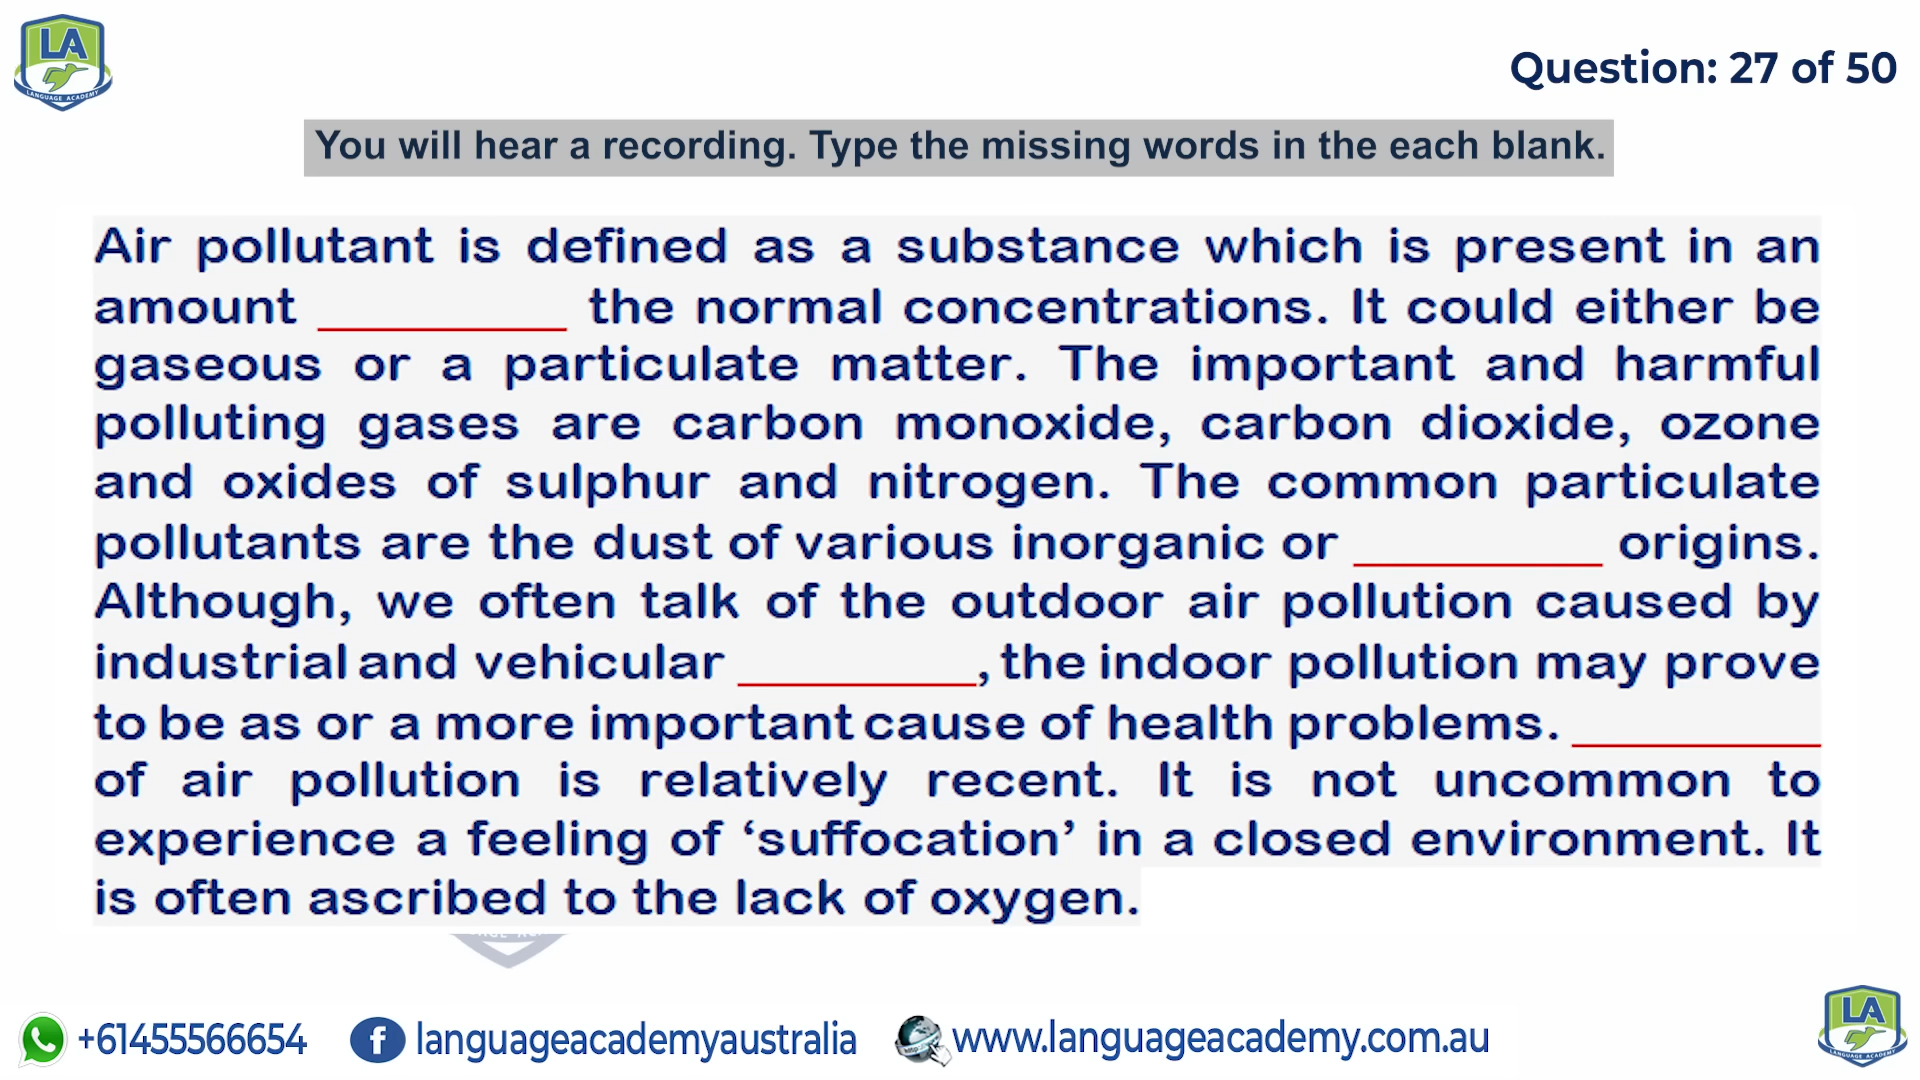 LA
LANGUAGE ACADEMY
Question: 27 of 50
You will hear a recording. Type the missing words in the each blank.
Air pollutant is defined as a substance which is present in an
amount __________ the normal concentrations. It could either be
gaseous or a particulate matter. The important and harmful
polluting gases are carbon monoxide, carbon dioxide, ozone
and oxides of sulphur and nitrogen. The common particulate
pollutants are the dust of various inorganic or __________ origins.
Although, we often talk of the outdoor air pollution caused by
industrial and vehicular __________, the indoor pollution may prove
to be as or a more important cause of health problems. __________
of air pollution is relatively recent. It is not uncommon to
experience a feeling of ‘suffocation’ in a closed environment. It
is often ascribed to the lack of oxygen.
+61455566654
f languageacademyaustralia
http://
www.languageacademy.com.au
LA
LANGUAGE ACADEMY